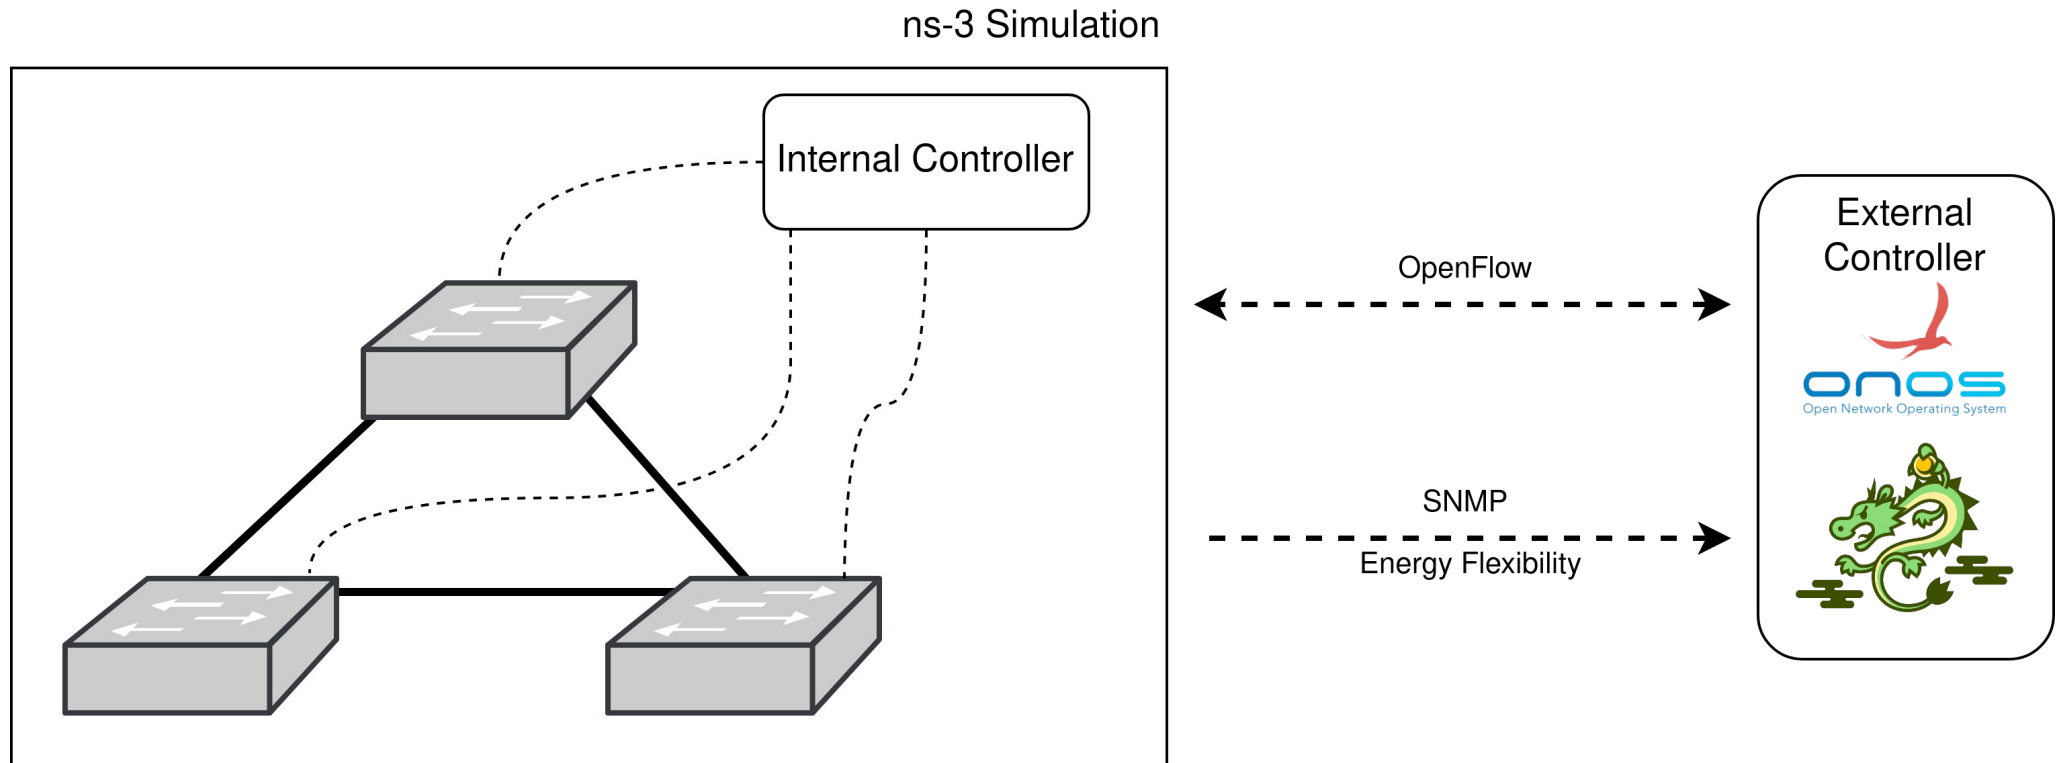 ns-3 Simulation
Internal Controller
OpenFlow
SNMP
Energy Flexibility
External
Controller
onos
Open Network Operating System